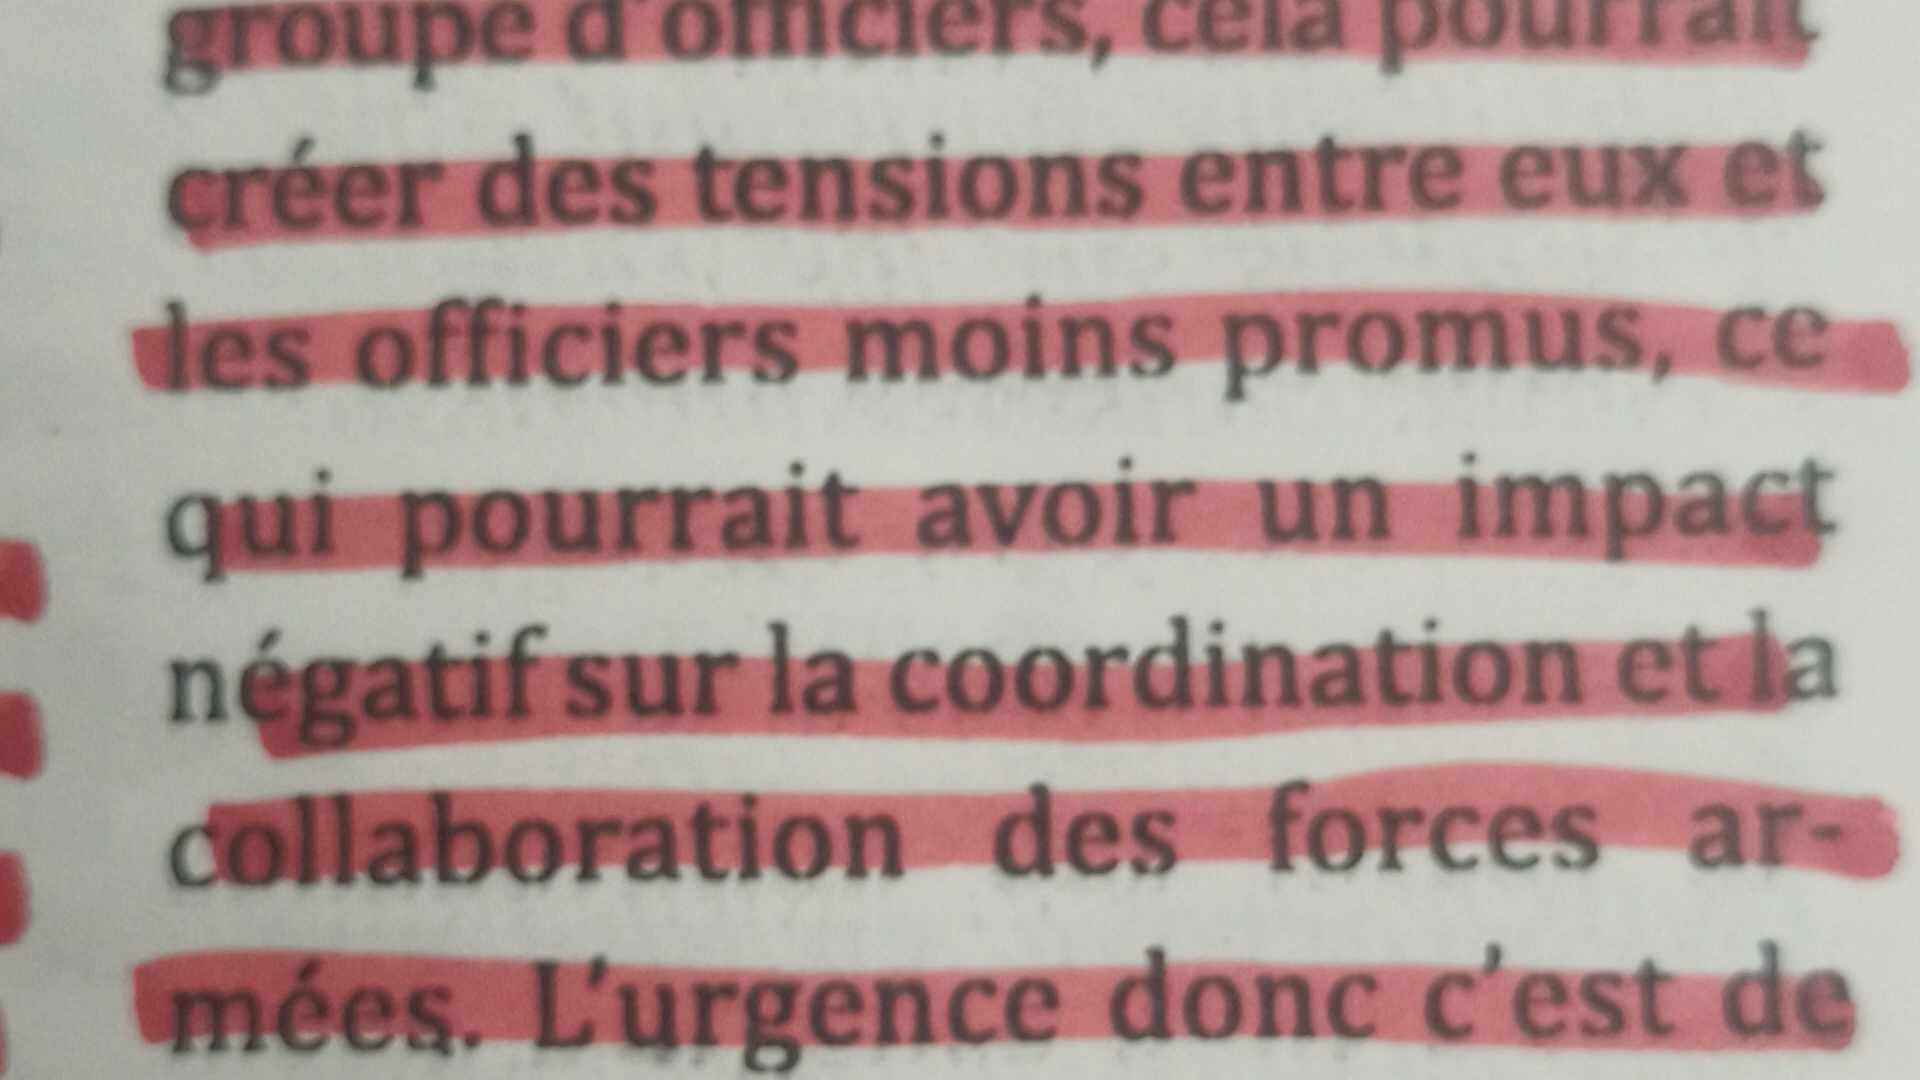 groupe d'officiers, cela pourrait
créer des tensions entre eux et
les officiers moins promus, ce
qui pourrait avoir un impact
négatif sur la coordination et la
collaboration des forces ar-
mées. L'urgence donc c'est de